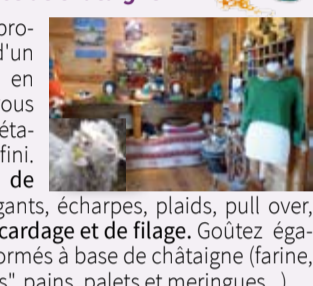 pro-
d'un
en
ous
éta-
fini.
de
gants, écharpes, plaids, pull over,
cardage et de filage. Goûtez éga-
ormés à base de châtaigne (farine,
s", pains, palets et meringues...)